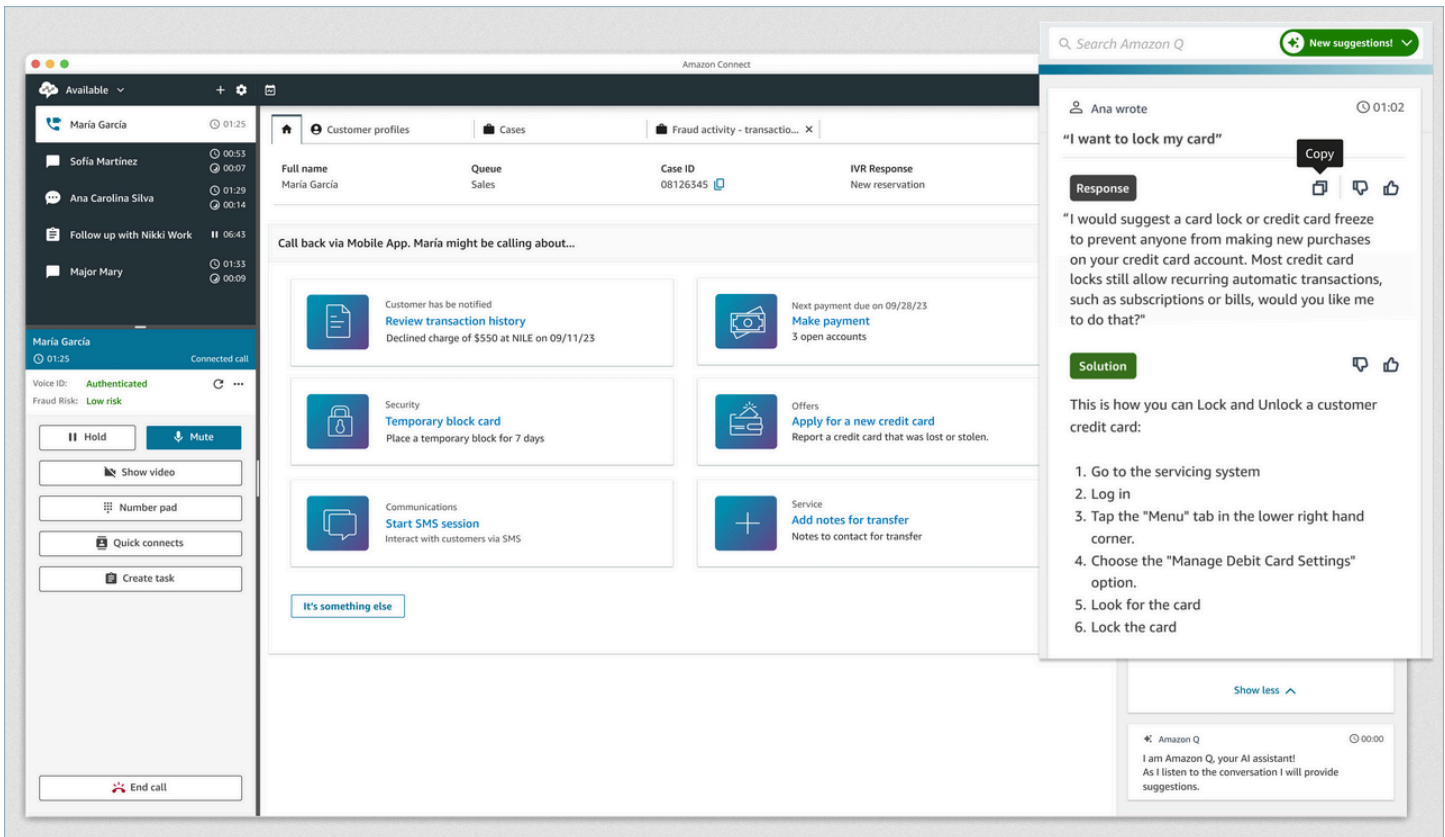 Amazon Connect
Available
María García
01:25
Sofía Martínez
00:53
00:07
Ana Carolina Silva
01:29
00:14
Follow up with Nikki Work
06:43
Major Mary
01:33
00:09
María García
01:25
Connected call
Voice ID: Authenticated
Fraud Risk: Low risk
Hold
Mute
Show video
Number pad
Quick connects
Create task
End call
Customer profiles
Cases
Fraud activity - transactio...
Full name
María García
Queue
Sales
Case ID
08126345
IVR Response
New reservation
Call back via Mobile App. María might be calling about...
Customer has be notified
Review transaction history
Declined charge of $550 at NILE on 09/11/23
Next payment due on 09/28/23
Make payment
3 open accounts
Security
Temporary block card
Place a temporary block for 7 days
Offers
Apply for a new credit card
Report a credit card that was lost or stolen.
Communications
Start SMS session
Interact with customers via SMS
Service
Add notes for transfer
Notes to contact for transfer
It's something else
Search Amazon Q
New suggestions!
Ana wrote
01:02
“I want to lock my card”
Copy
Response
“I would suggest a card lock or credit card freeze
to prevent anyone from making new purchases
on your credit card account. Most credit card
locks still allow recurring automatic transactions,
such as subscriptions or bills, would you like me
to do that?"
Solution
This is how you can Lock and Unlock a customer
credit card:
1. Go to the servicing system
2. Log in
3. Tap the "Menu" tab in the lower right hand
corner.
4. Choose the "Manage Debit Card Settings"
option.
5. Look for the card
6. Lock the card
Show less
Amazon Q
00:00
I am Amazon Q, your AI assistant!
As I listen to the conversation I will provide
suggestions.